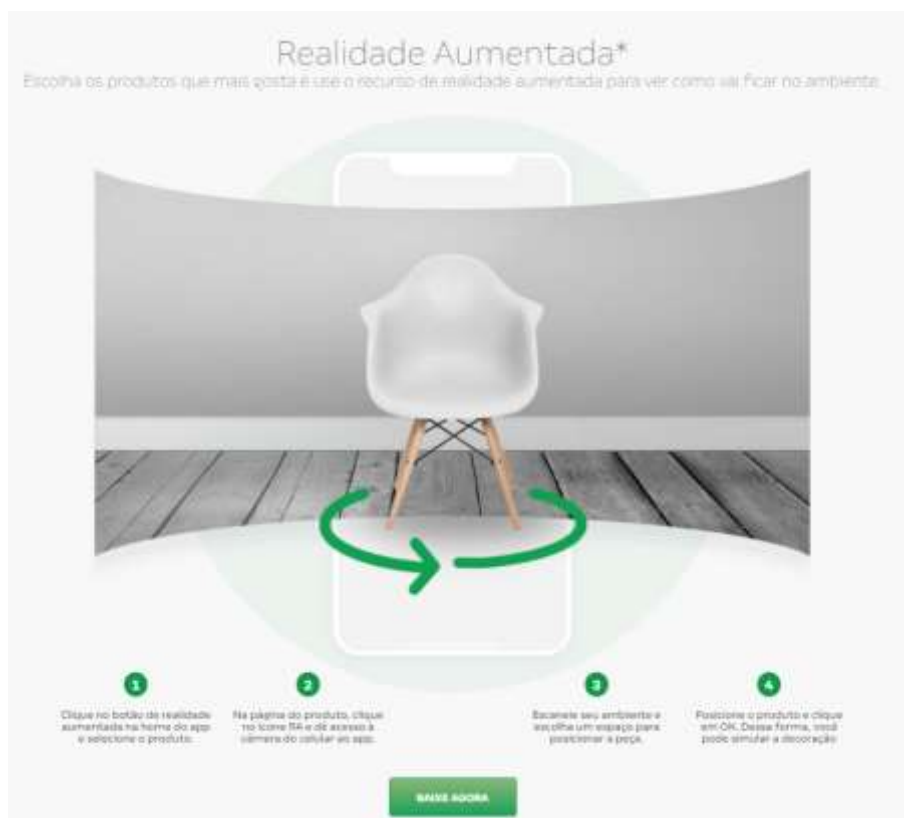 Realidade Aumentada*
Escolha os produtos que mais gosta e use o recurso de realidade aumentada para ver como vai ficar no ambiente.
1
Clique no botão de realidade
aumentada na home do app
e selecione o produto.
2
Na página do produto, clique
no ícone RA e dê acesso à
câmera do celular ao app.
3
Escaneie seu ambiente e
escolha um espaço para
posicionar a peça.
4
Posicione o produto e clique
em OK. Dessa forma, você
pode simular a decoração
BAIXE AGORA